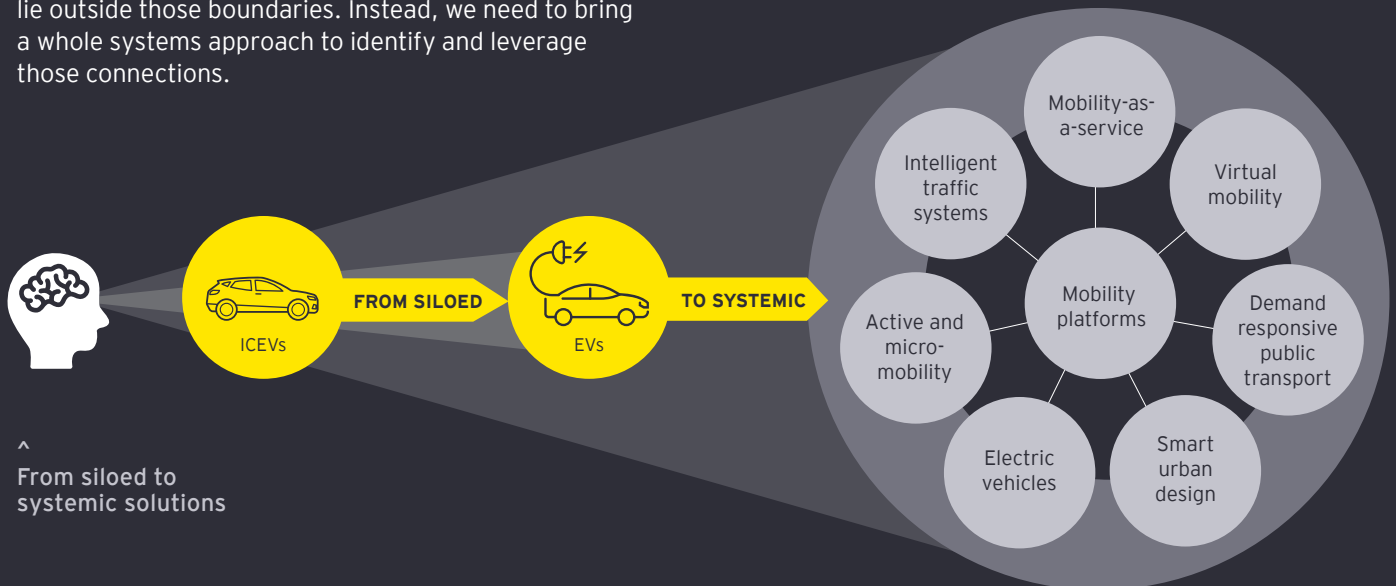 lie outside those boundaries. Instead, we need to bring
a whole systems approach to identify and leverage
those connections.
ICEVs
FROM SILOED
EVs
TO SYSTEMIC
Mobility-as-
a-service
Intelligent
traffic
systems
Virtual
mobility
Mobility
platforms
Active and
micro-
mobility
Demand
responsive
public
transport
Electric
vehicles
Smart
urban
design
^
From siloed to
systemic solutions